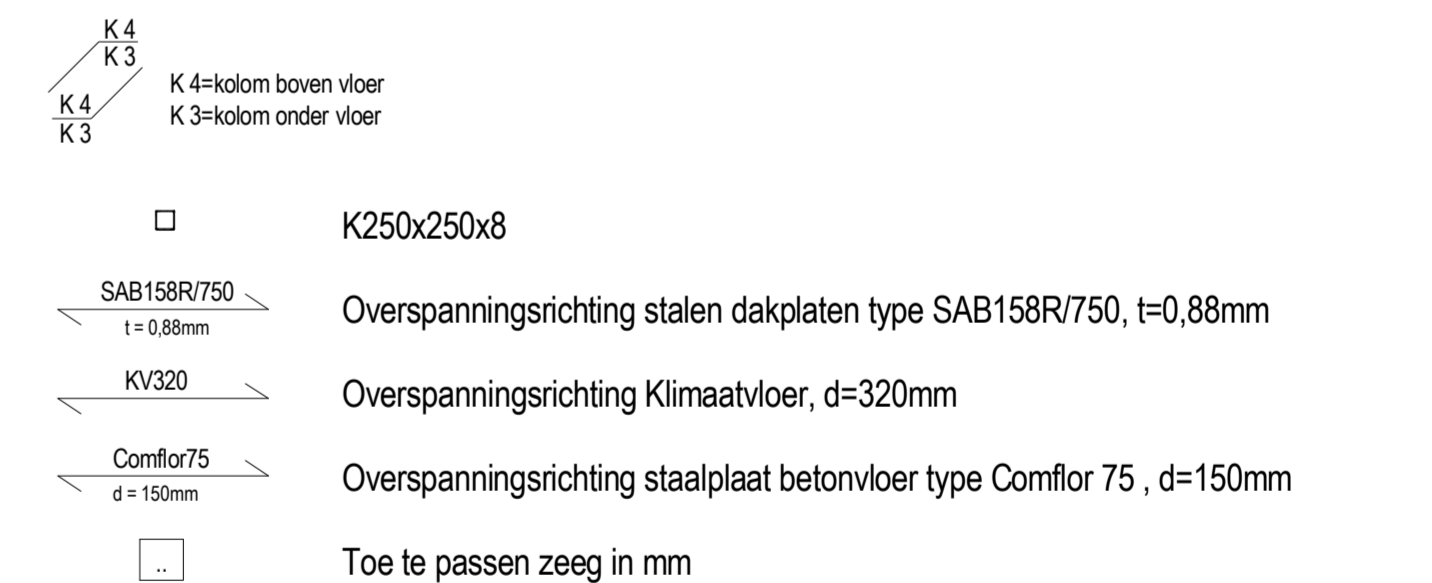 K 4
K 3
K 4=kolom boven vloer
K 4
K 3=kolom onder vloer
K 3
K250x250x8
SAB158R/750
t = 0,88mm
Overspanningsrichting stalen dakplaten type SAB158R/750, t=0,88mm
KV320
Overspanningsrichting Klimaatvloer, d=320mm
Comflor75
d = 150mm
Overspanningsrichting staalplaat betonvloer type Comflor 75 , d=150mm
..
Toe te passen zeeg in mm